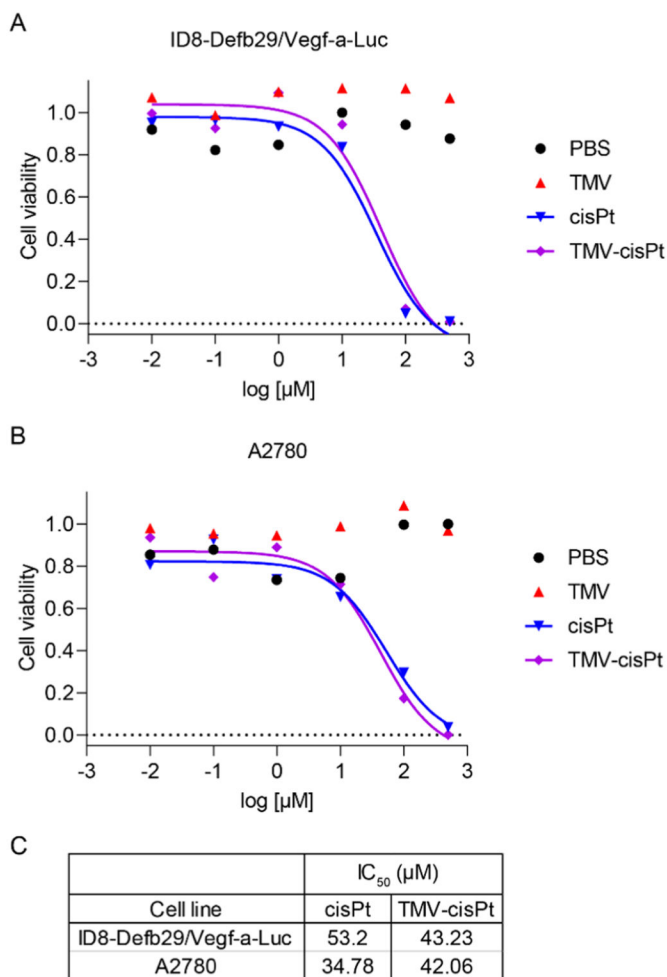 A
ID8-Defb29/Vegf-a-Luc
1.0
0.8
0.6
0.4
0.2
0.0
Cell viability
-3 -2 -1 0 1 2 3
log [µM]
PBS
TMV
cisPt
TMV-cisPt
B
A2780
1.0
0.8
0.6
0.4
0.2
0.0
Cell viability
-3 -2 -1 0 1 2 3
log [µM]
PBS
TMV
cisPt
TMV-cisPt
C
IC50 (µM)
Cell line cisPt TMV-cisPt
ID8-Defb29/Vegf-a-Luc 53.2 43.23
A2780 34.78 42.06